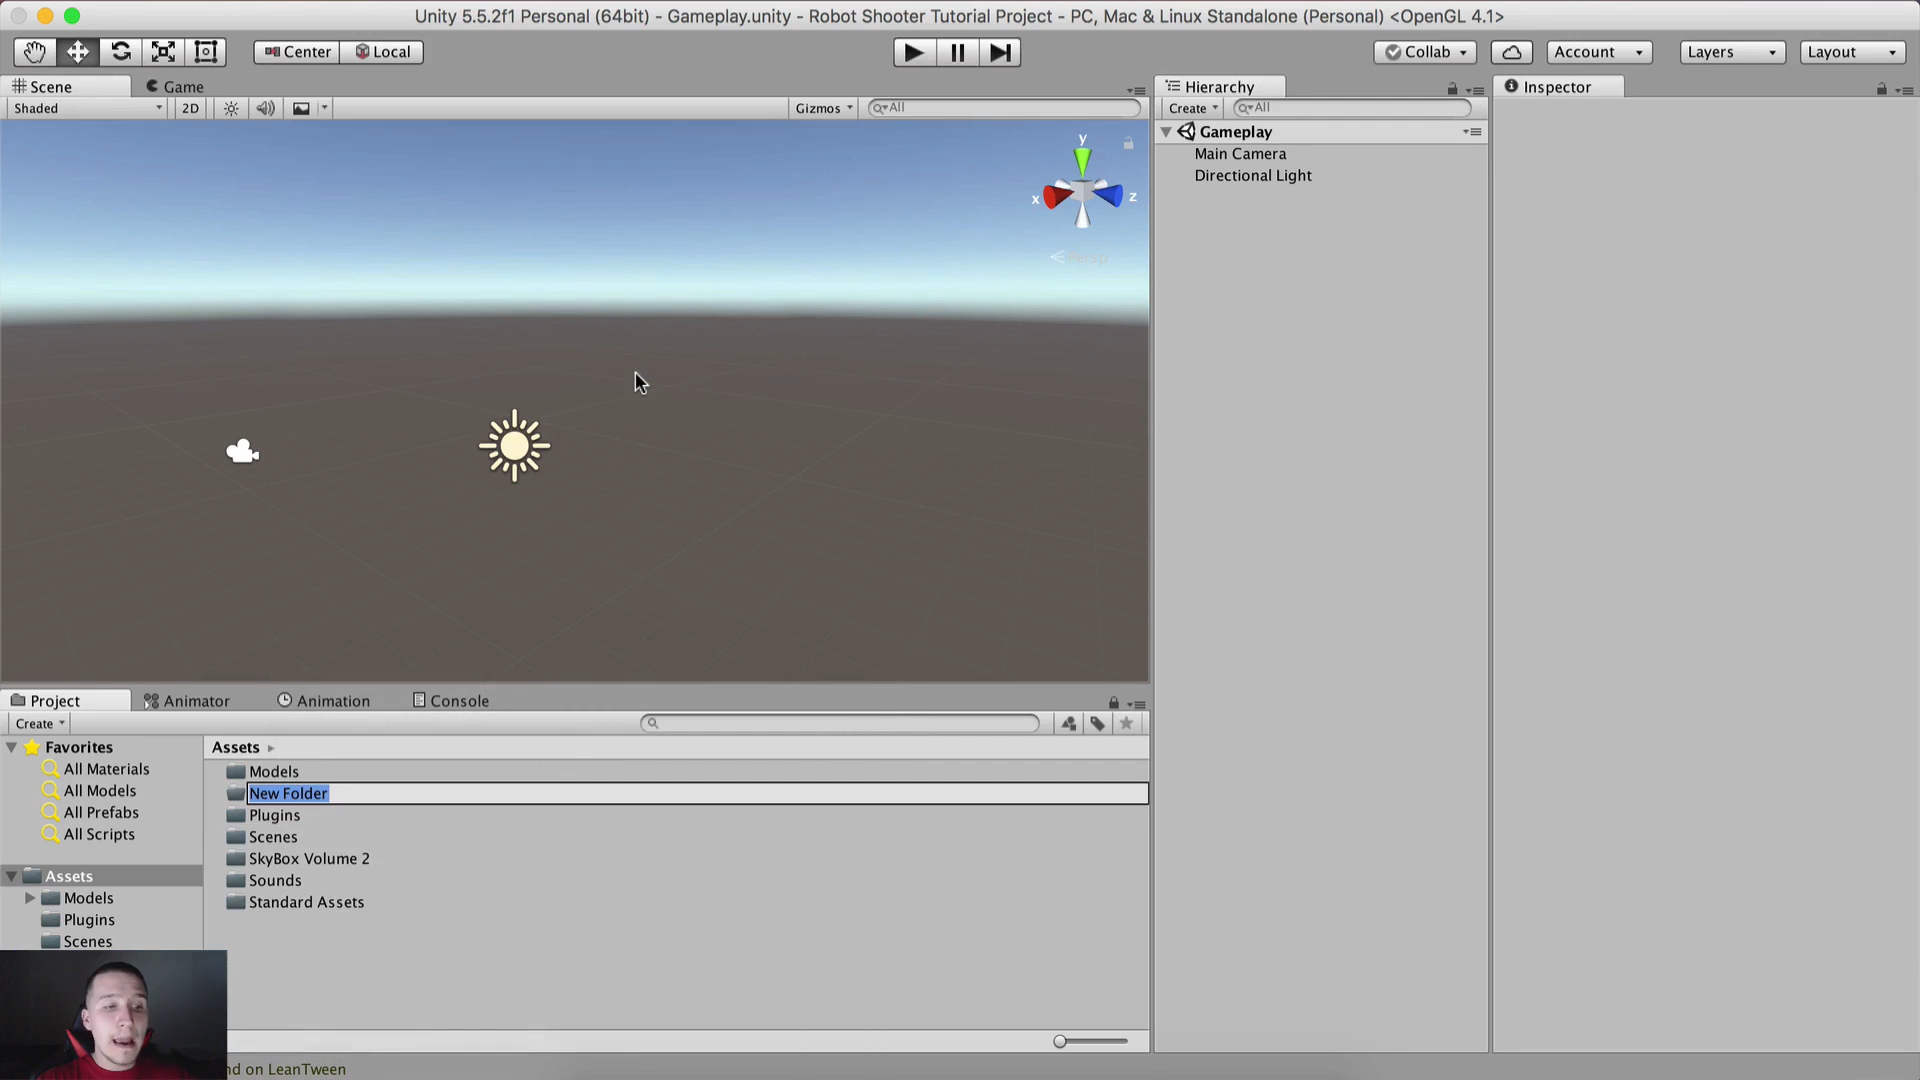 Unity 5.5.2f1 Personal (64bit) - Gameplay.unity - Robot Shooter Tutorial Project - PC, Mac & Linux Standalone (Personal) <OpenGL 4.1>
Center Local Collab Account Layers Layout
Scene Game Hierarchy Inspector
Shaded 2D Gizmos All Create All
Gameplay
Main Camera
Directional Light
y
x z
Persp
Project Animator Animation Console
Create
Favorites
All Materials
All Models
All Prefabs
All Scripts
Assets
Models
Plugins
Scenes
Assets
Models
New Folder
Plugins
Scenes
SkyBox Volume 2
Sounds
Standard Assets
nd on LeanTween